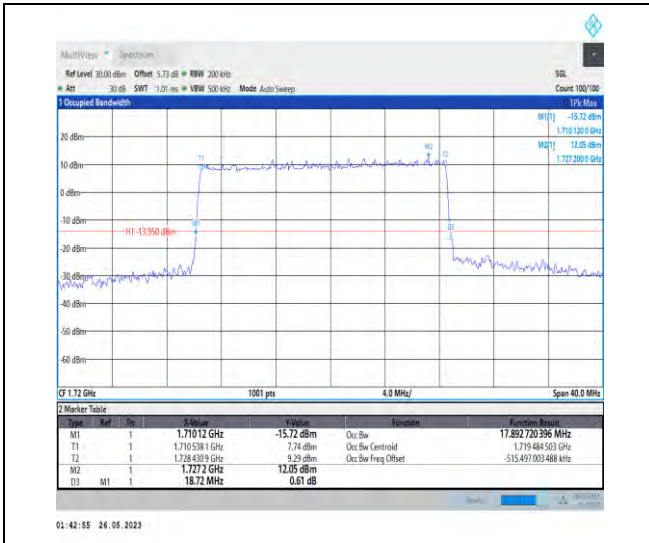 MultiView Spectrum
Ref Level 30.00 dBm Offset 5.73 dB RBW 200 kHz SGL
Att 30 dB SWT 1.01 ms VBW 500 kHz Mode Auto Sweep Count 100/100
1 Occupied Bandwidth 1Pk Max
M1[1] -15.72 dBm
1.710 120 0 GHz
M2[1] 12.05 dBm
1.727 200 0 GHz
20 dBm
T1 M2 T2
10 dBm
0 dBm
-10 dBm
M1 D3
H1 -13.950 dBm
-20 dBm
-30 dBm
-40 dBm
-50 dBm
-60 dBm
CF 1.72 GHz 1001 pts 4.0 MHz/ Span 40.0 MHz
2 Marker Table
Type Ref Trc X-Value Y-Value Function Function Result
M1 1 1.71012 GHz -15.72 dBm Occ Bw 17.892 720 396 MHz
T1 1 1.710 538 1 GHz 7.74 dBm Occ Bw Centroid 1.719 484 503 GHz
T2 1 1.728 430 9 GHz 9.29 dBm Occ Bw Freq Offset -515.497 003 488 kHz
M2 1 1.727 2 GHz 12.05 dBm
D3 M1 1 18.72 MHz 0.61 dB
01:42:55 26.05.2023